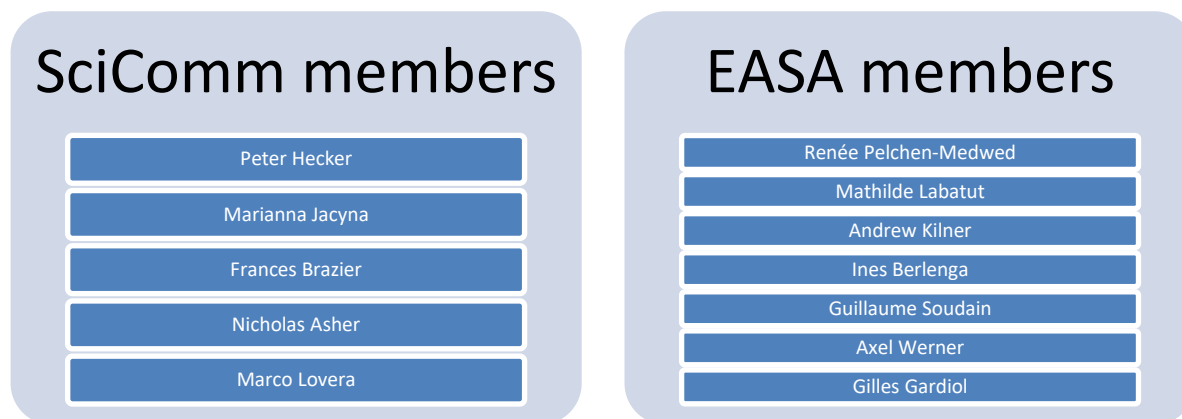 SciComm members
Peter Hecker
Marianna Jacyna
Frances Brazier
Nicholas Asher
Marco Lovera
EASA members
Renée Pelchen-Medwed
Mathilde Labatut
Andrew Kilner
Ines Berlenga
Guillaume Soudain
Axel Werner
Gilles Gardiol